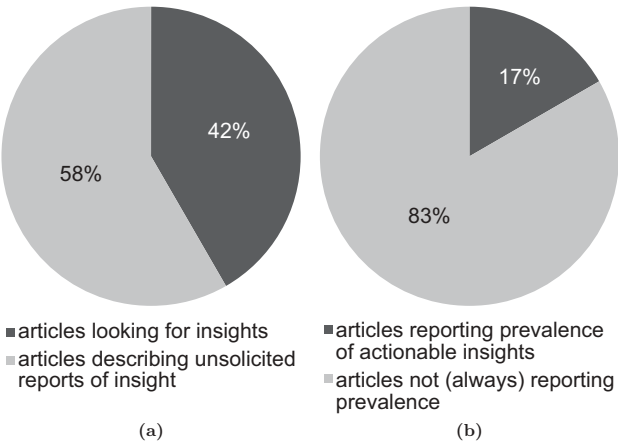 42%
58%
articles looking for insights
articles describing unsolicited
reports of insight
(a)
17%
83%
articles reporting prevalence
of actionable insights
articles not (always) reporting
prevalence
(b)